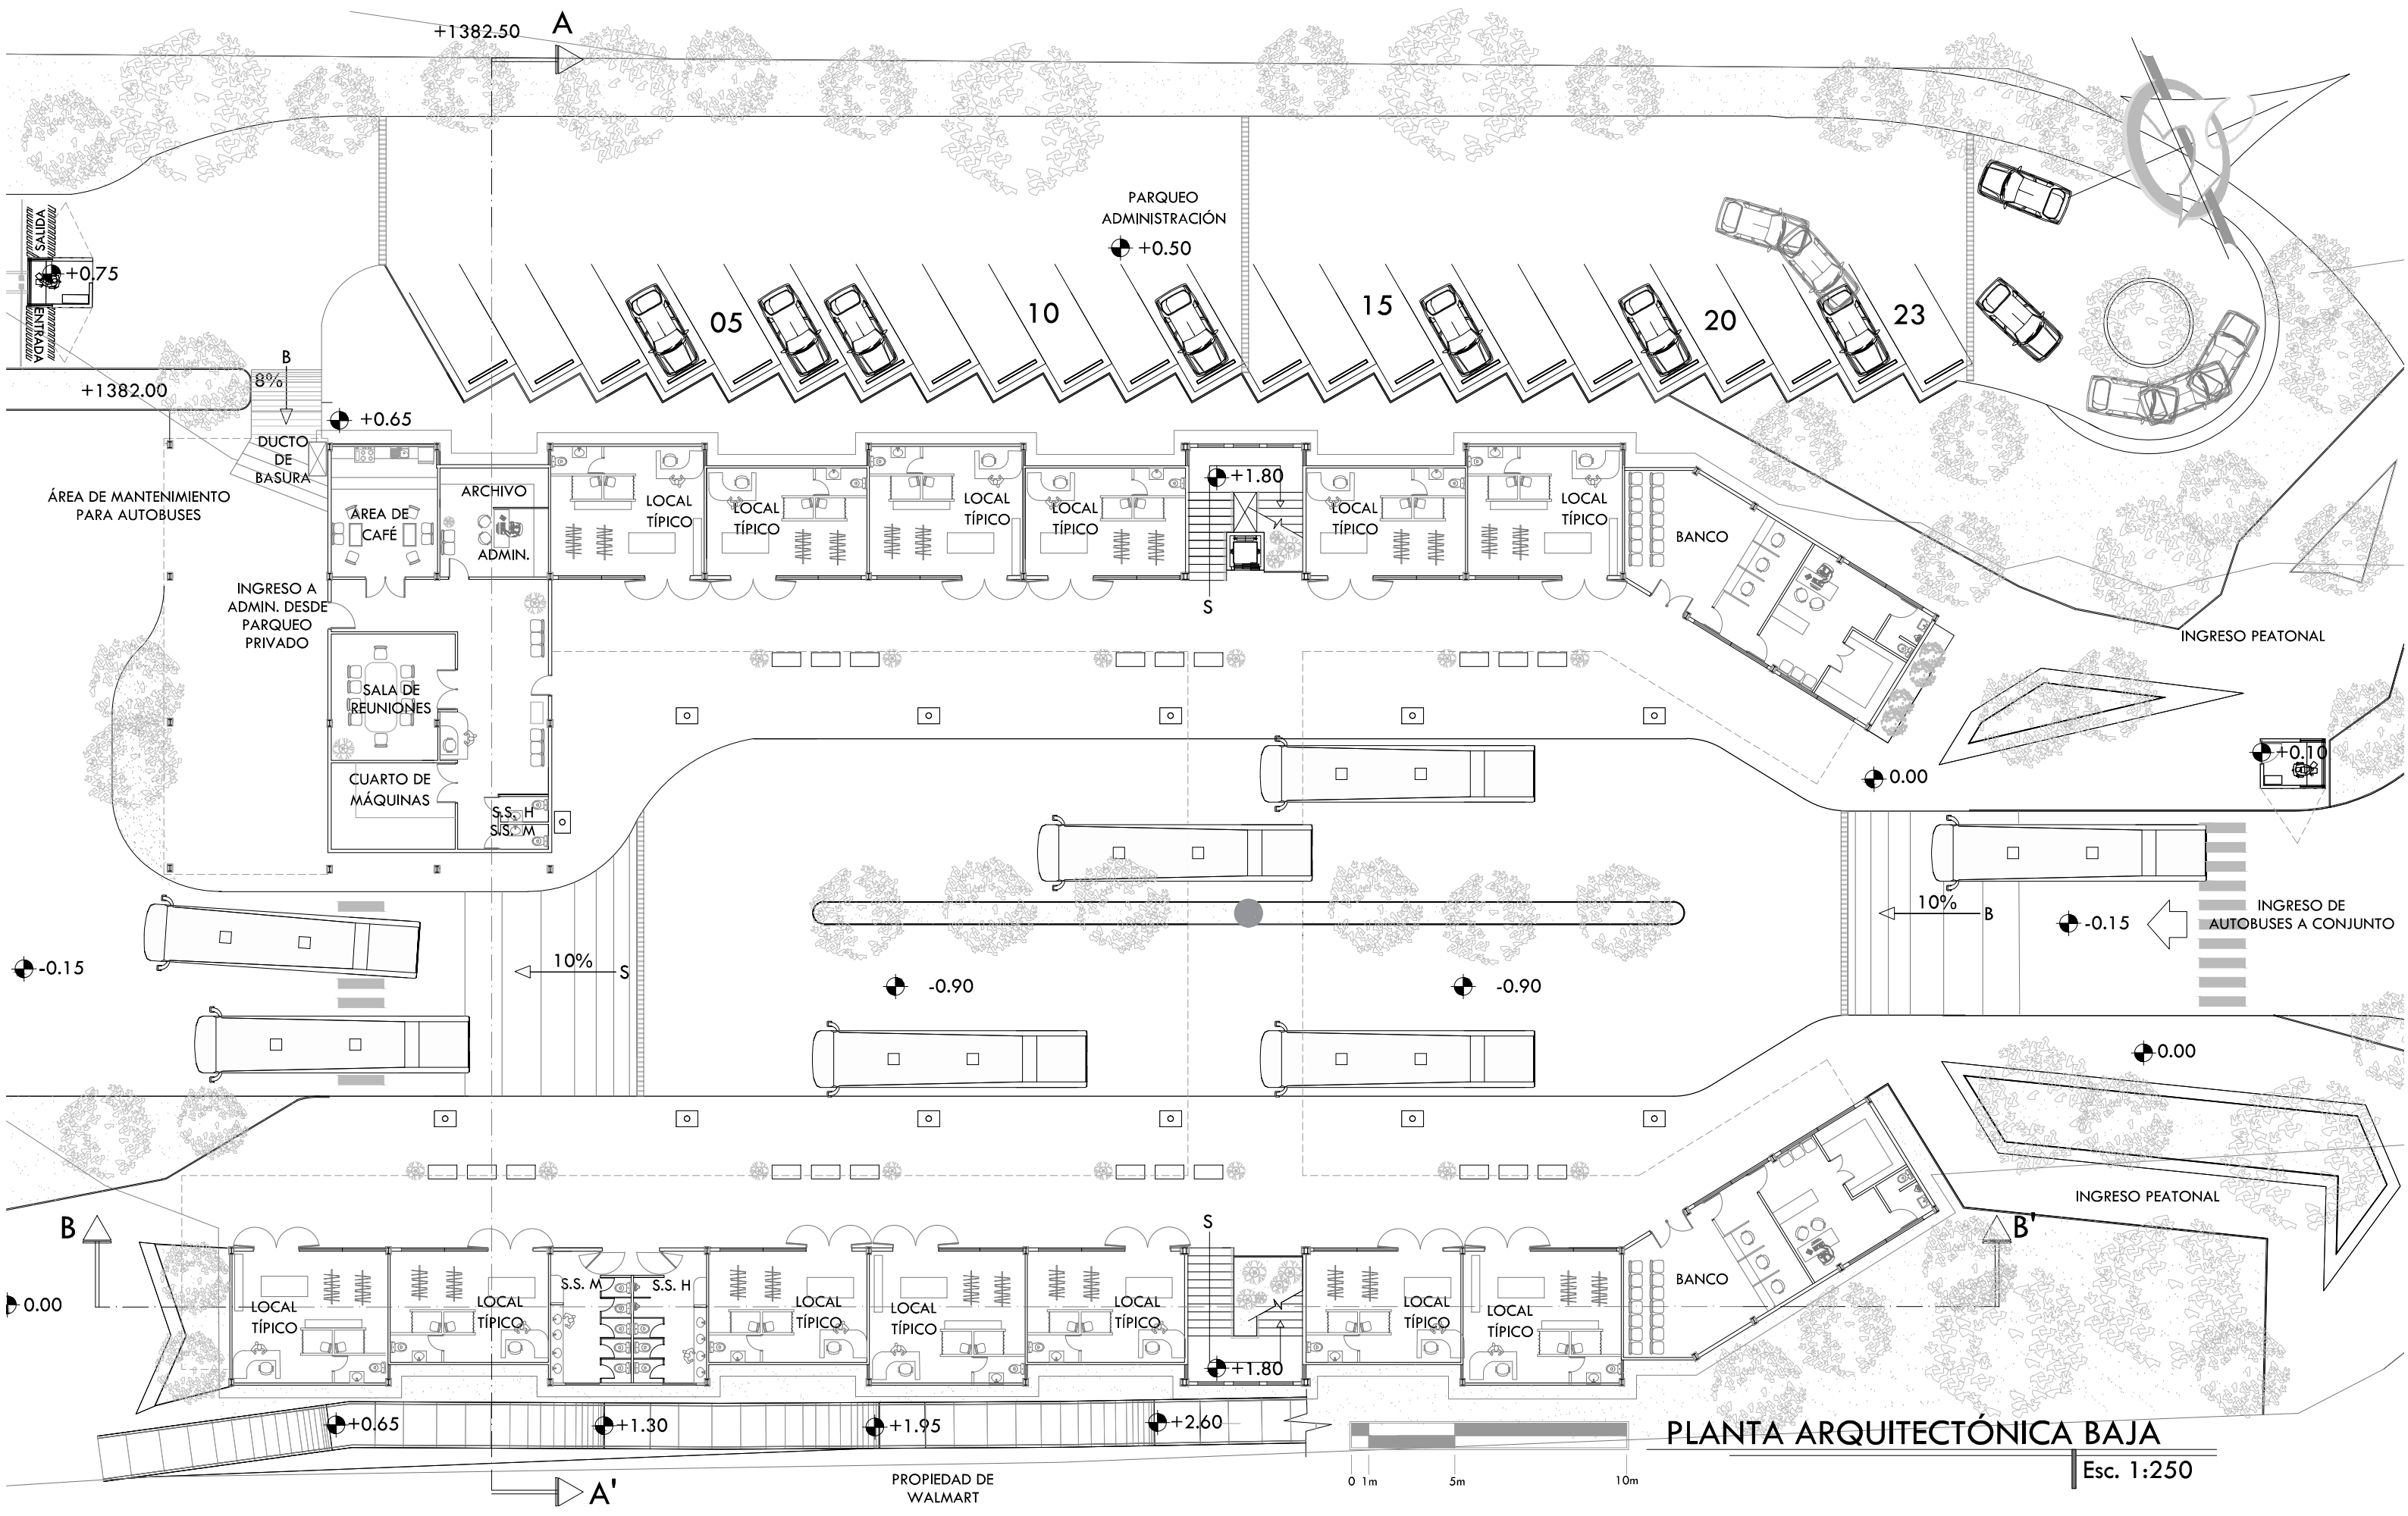 A
+1382.50
PARQUEO
ADMINISTRACIÓN
+0.50
SALIDA
+0.75
ENTRADA
05
10
15
20
23
B
8%
+1382.00
+0.65
DUCTO
DE
BASURA
ÁREA DE MANTENIMIENTO
PARA AUTOBUSES
ÁREA DE
CAFÉ
ARCHIVO
ADMIN.
LOCAL
TÍPICO
LOCAL
TÍPICO
LOCAL
TÍPICO
LOCAL
TÍPICO
+1.80
S
LOCAL
TÍPICO
LOCAL
TÍPICO
BANCO
INGRESO A
ADMIN. DESDE
PARQUEO
PRIVADO
INGRESO PEATONAL
SALA DE
REUNIONES
CUARTO DE
MÁQUINAS
S.S. H
S.S. M
+0.10
0.00
10%
B
-0.15
INGRESO DE
AUTOBUSES A CONJUNTO
-0.15
10%
S
-0.90
-0.90
0.00
INGRESO PEATONAL
B
B'
0.00
LOCAL
TÍPICO
LOCAL
TÍPICO
S.S. M
S.S. H
LOCAL
TÍPICO
LOCAL
TÍPICO
LOCAL
TÍPICO
S
+1.80
LOCAL
TÍPICO
LOCAL
TÍPICO
BANCO
+0.65
+1.30
+1.95
+2.60
PROPIEDAD DE
WALMART
A'
0 1m 5m 10m
PLANTA ARQUITECTÓNICA BAJA
Esc. 1:250